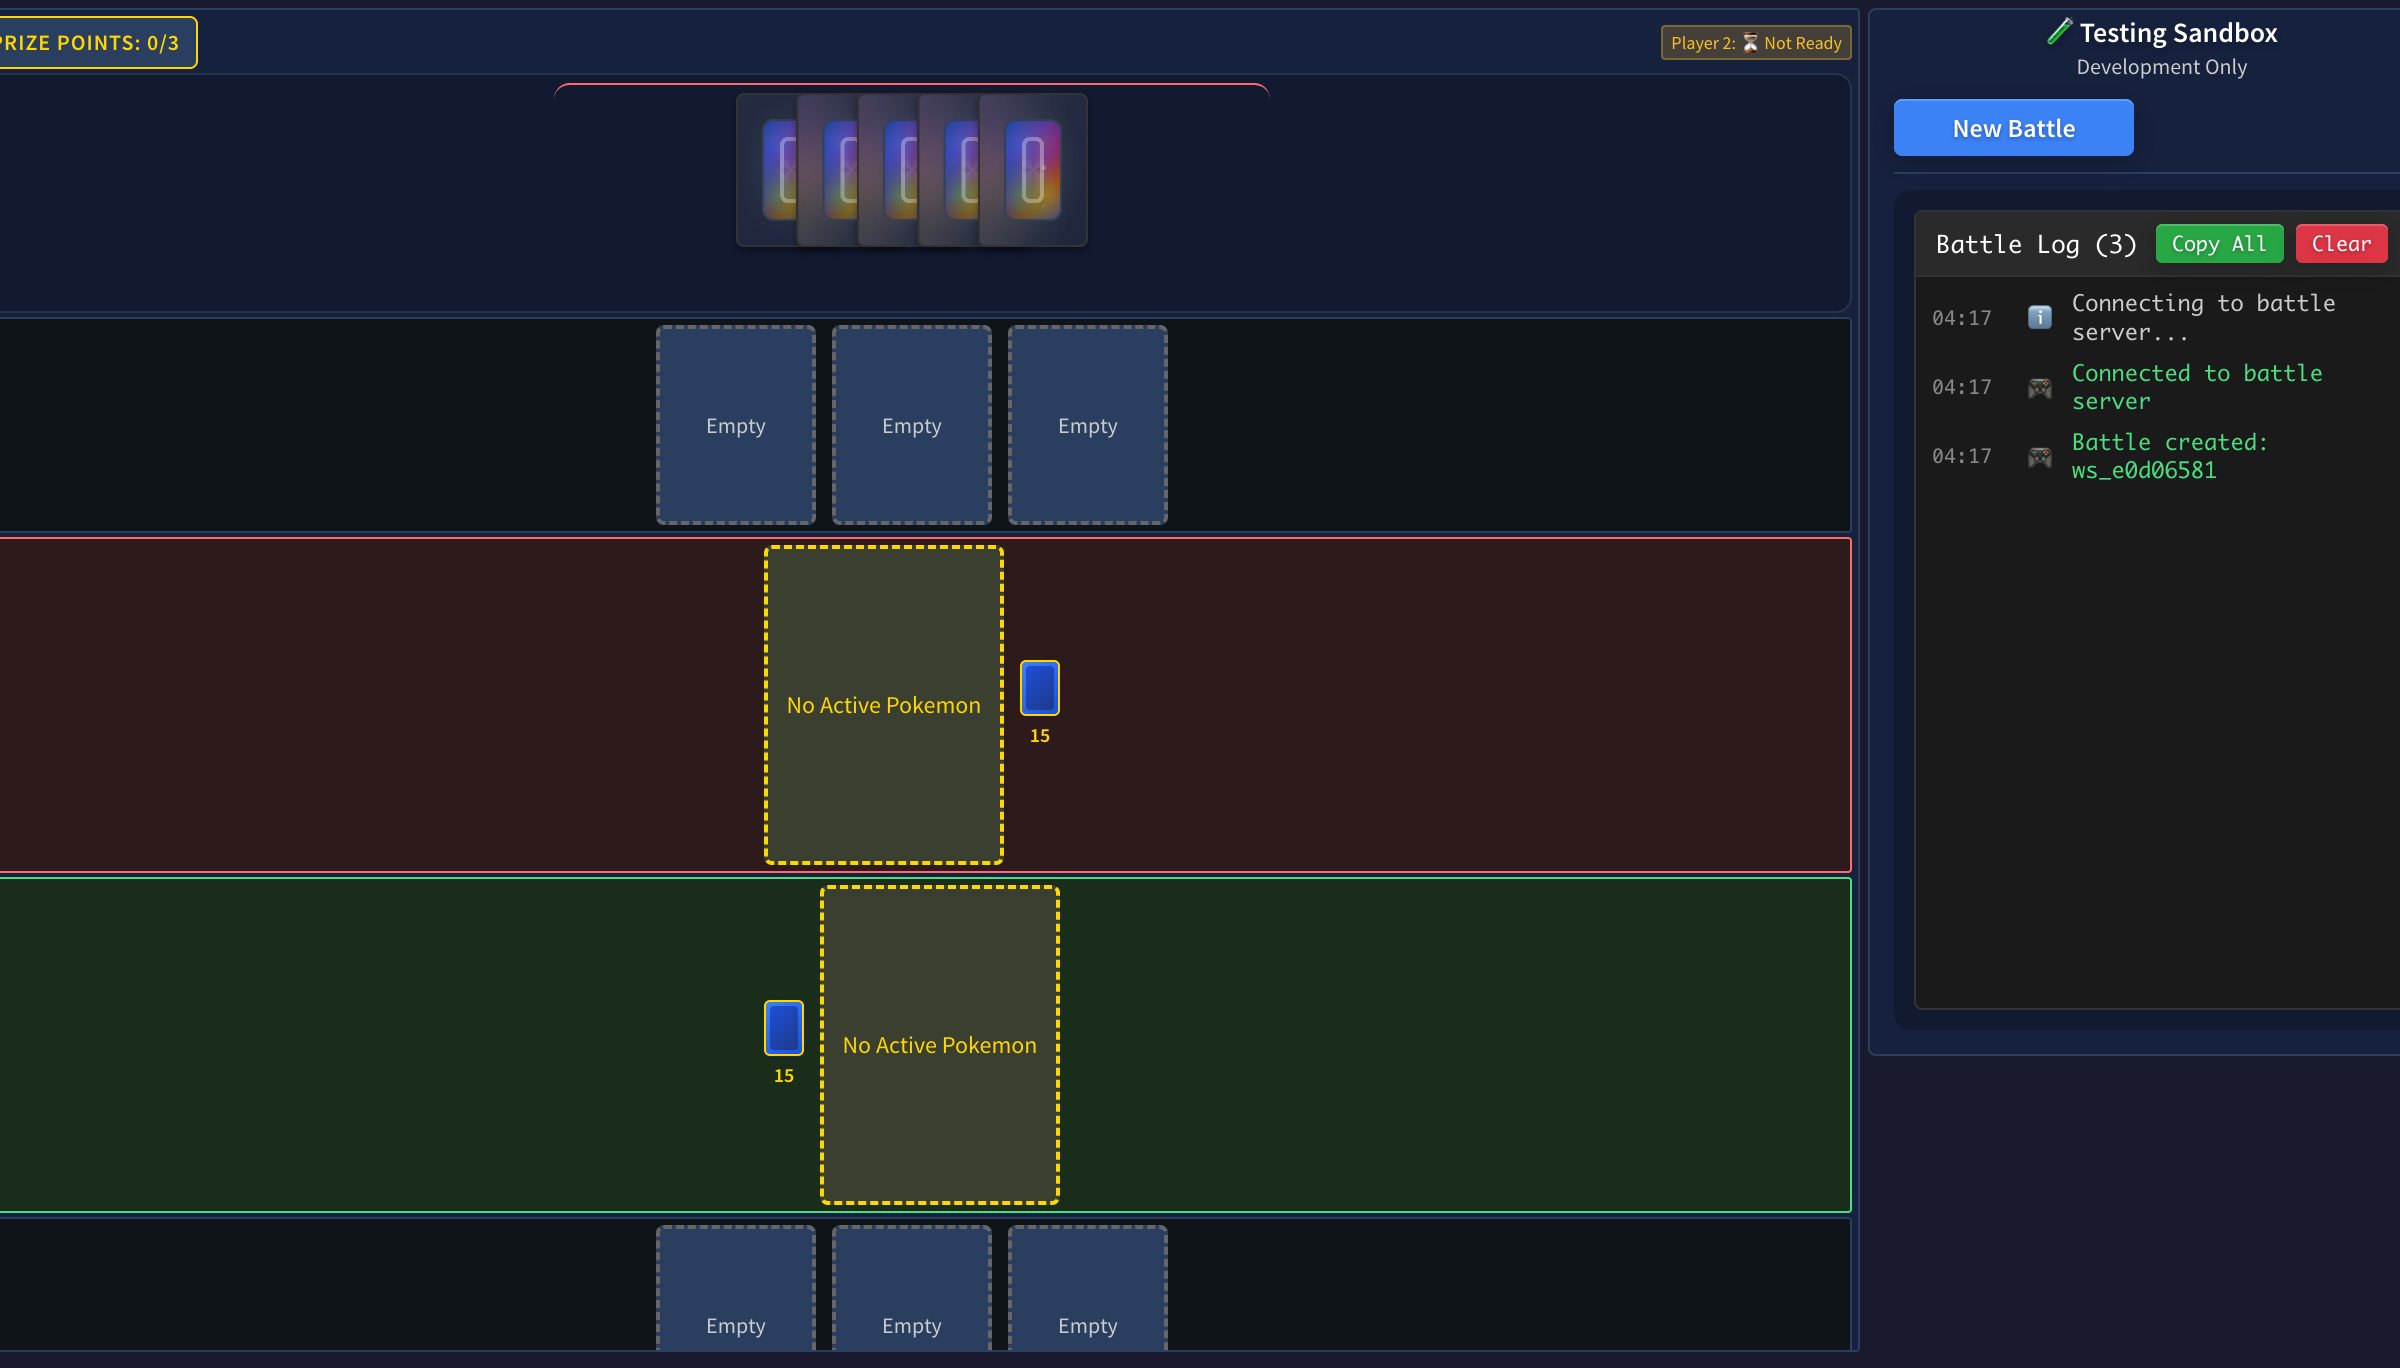 PRIZE POINTS: 0/3
Player 2: ⏳ Not Ready
Empty
Empty
Empty
No Active Pokemon
15
15
No Active Pokemon
Empty
Empty
Empty
Testing Sandbox
Development Only
New Battle
Battle Log (3)
Copy All
Clear
04:17
Connecting to battle
server...
04:17
Connected to battle
server
04:17
Battle created:
ws_e0d06581